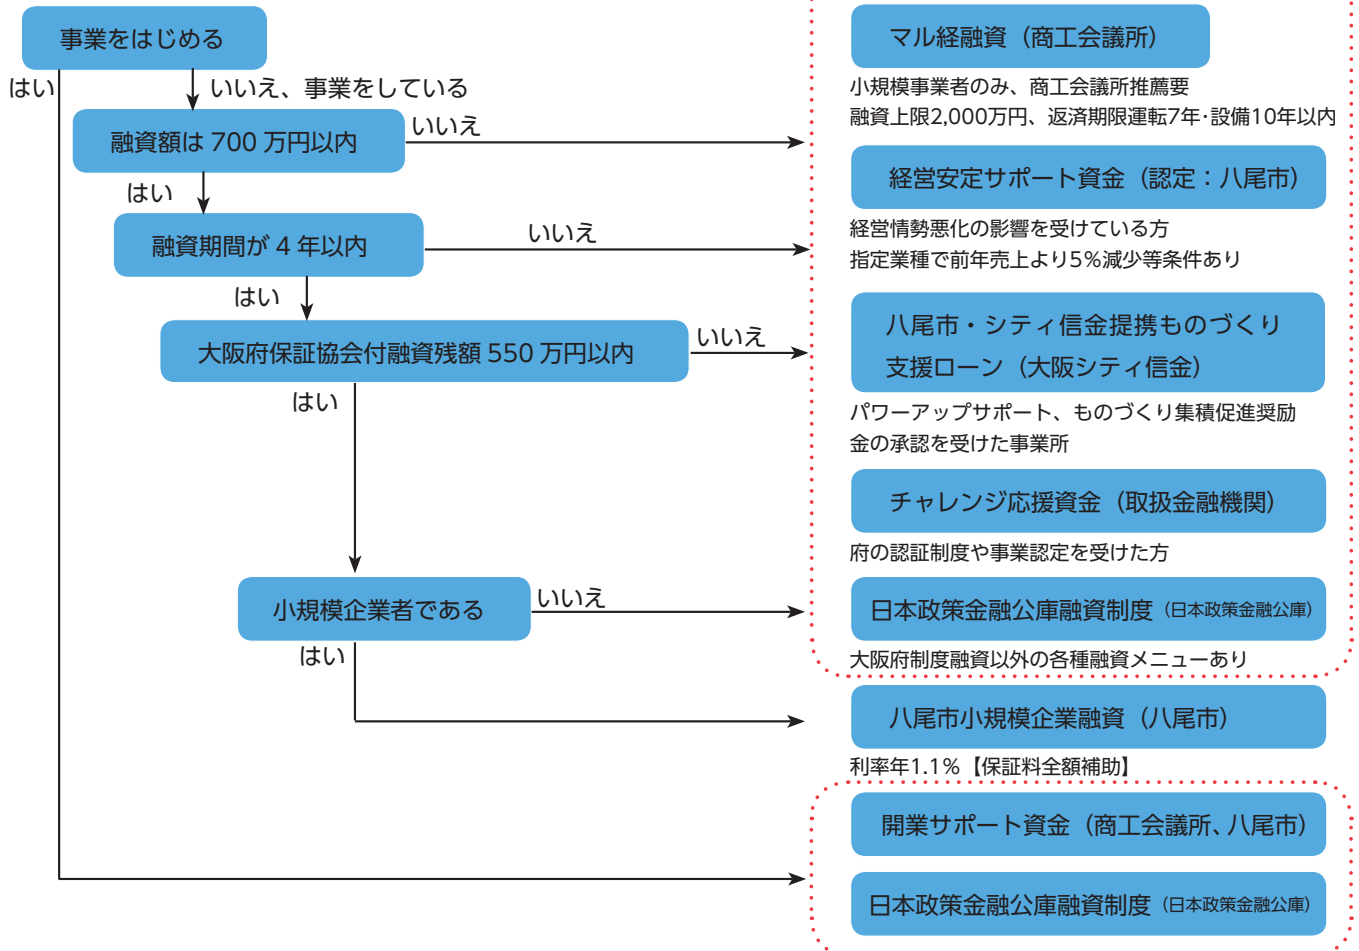 事業をはじめる
はい
いいえ、事業をしている
融資額は 700 万円以内
いいえ
はい
融資期間が 4 年以内
いいえ
はい
大阪府保証協会付融資残額 550 万円以内
いいえ
はい
小規模企業者である
いいえ
はい
マル経融資（商工会議所）
小規模事業者のみ、商工会議所推薦要
融資上限2,000万円、返済期限運転7年・設備10年以内
経営安定サポート資金（認定：八尾市）
経営情勢悪化の影響を受けている方
指定業種で前年売上より5%減少等条件あり
八尾市・シティ信金提携ものづくり
支援ローン（大阪シティ信金）
パワーアップサポート、ものづくり集積促進奨励
金の承認を受けた事業所
チャレンジ応援資金（取扱金融機関）
府の認証制度や事業認定を受けた方
日本政策金融公庫融資制度（日本政策金融公庫）
大阪府制度融資以外の各種融資メニューあり
八尾市小規模企業融資（八尾市）
利率年1.1%【保証料全額補助】
開業サポート資金（商工会議所、八尾市）
日本政策金融公庫融資制度（日本政策金融公庫）